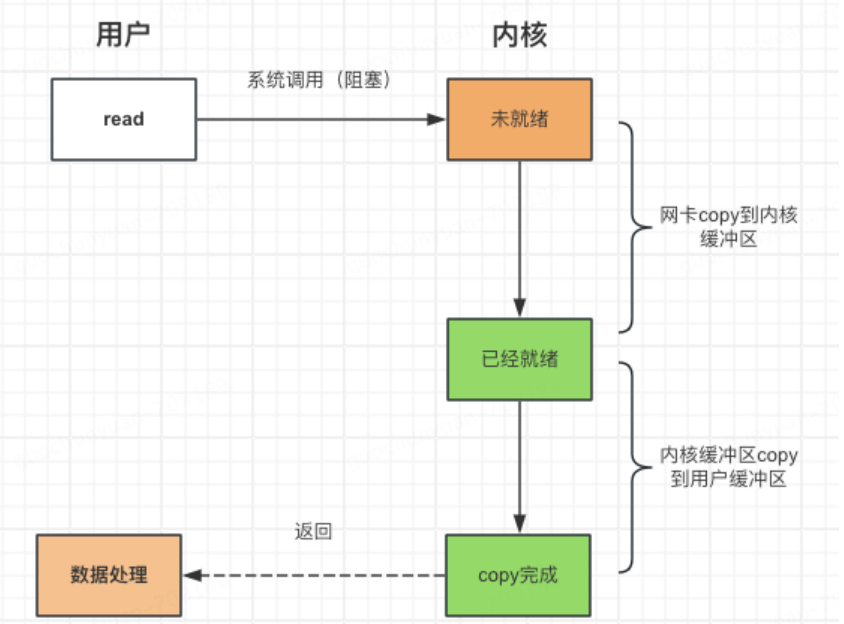 用户
内核
系统调用（阻塞）
read
未就绪
网卡copy到内核
缓冲区
已经就绪
内核缓冲区copy
到用户缓冲区
返回
数据处理
copy完成